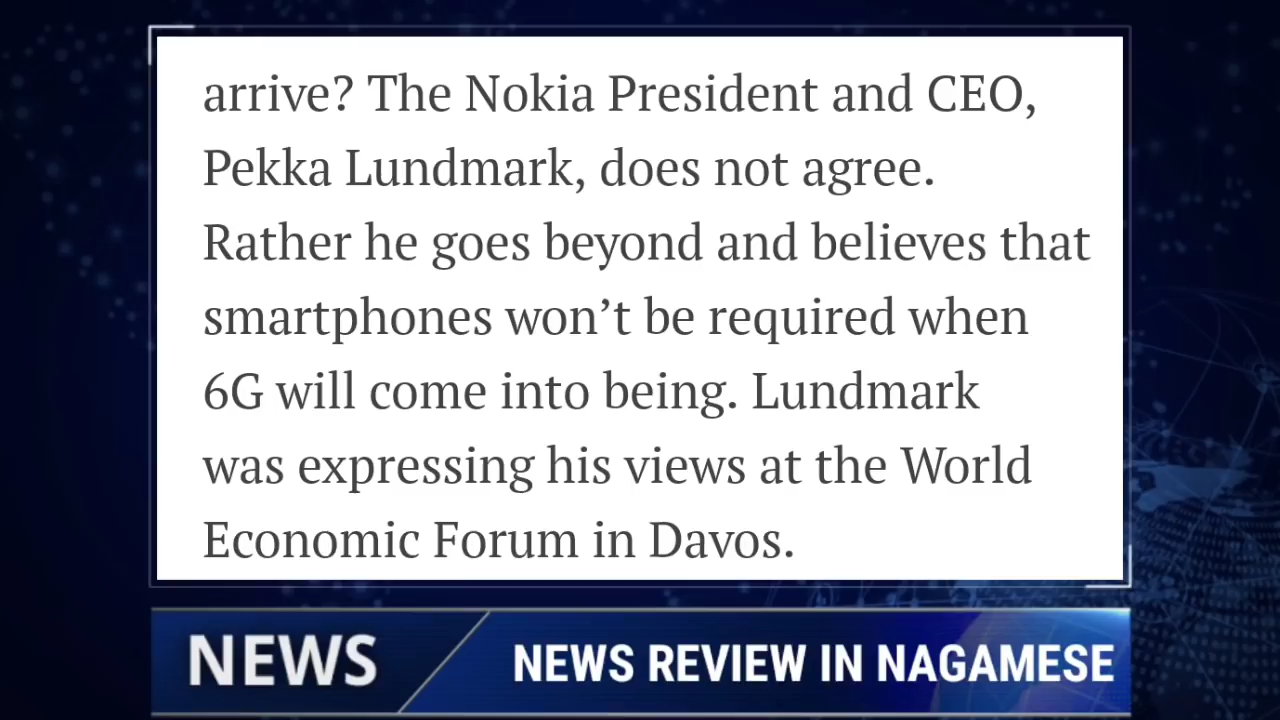 arrive? The Nokia President and CEO,
Pekka Lundmark, does not agree.
Rather he goes beyond and believes that
smartphones won’t be required when
6G will come into being. Lundmark
was expressing his views at the World
Economic Forum in Davos.
NEWS
NEWS REVIEW IN NAGAMESE